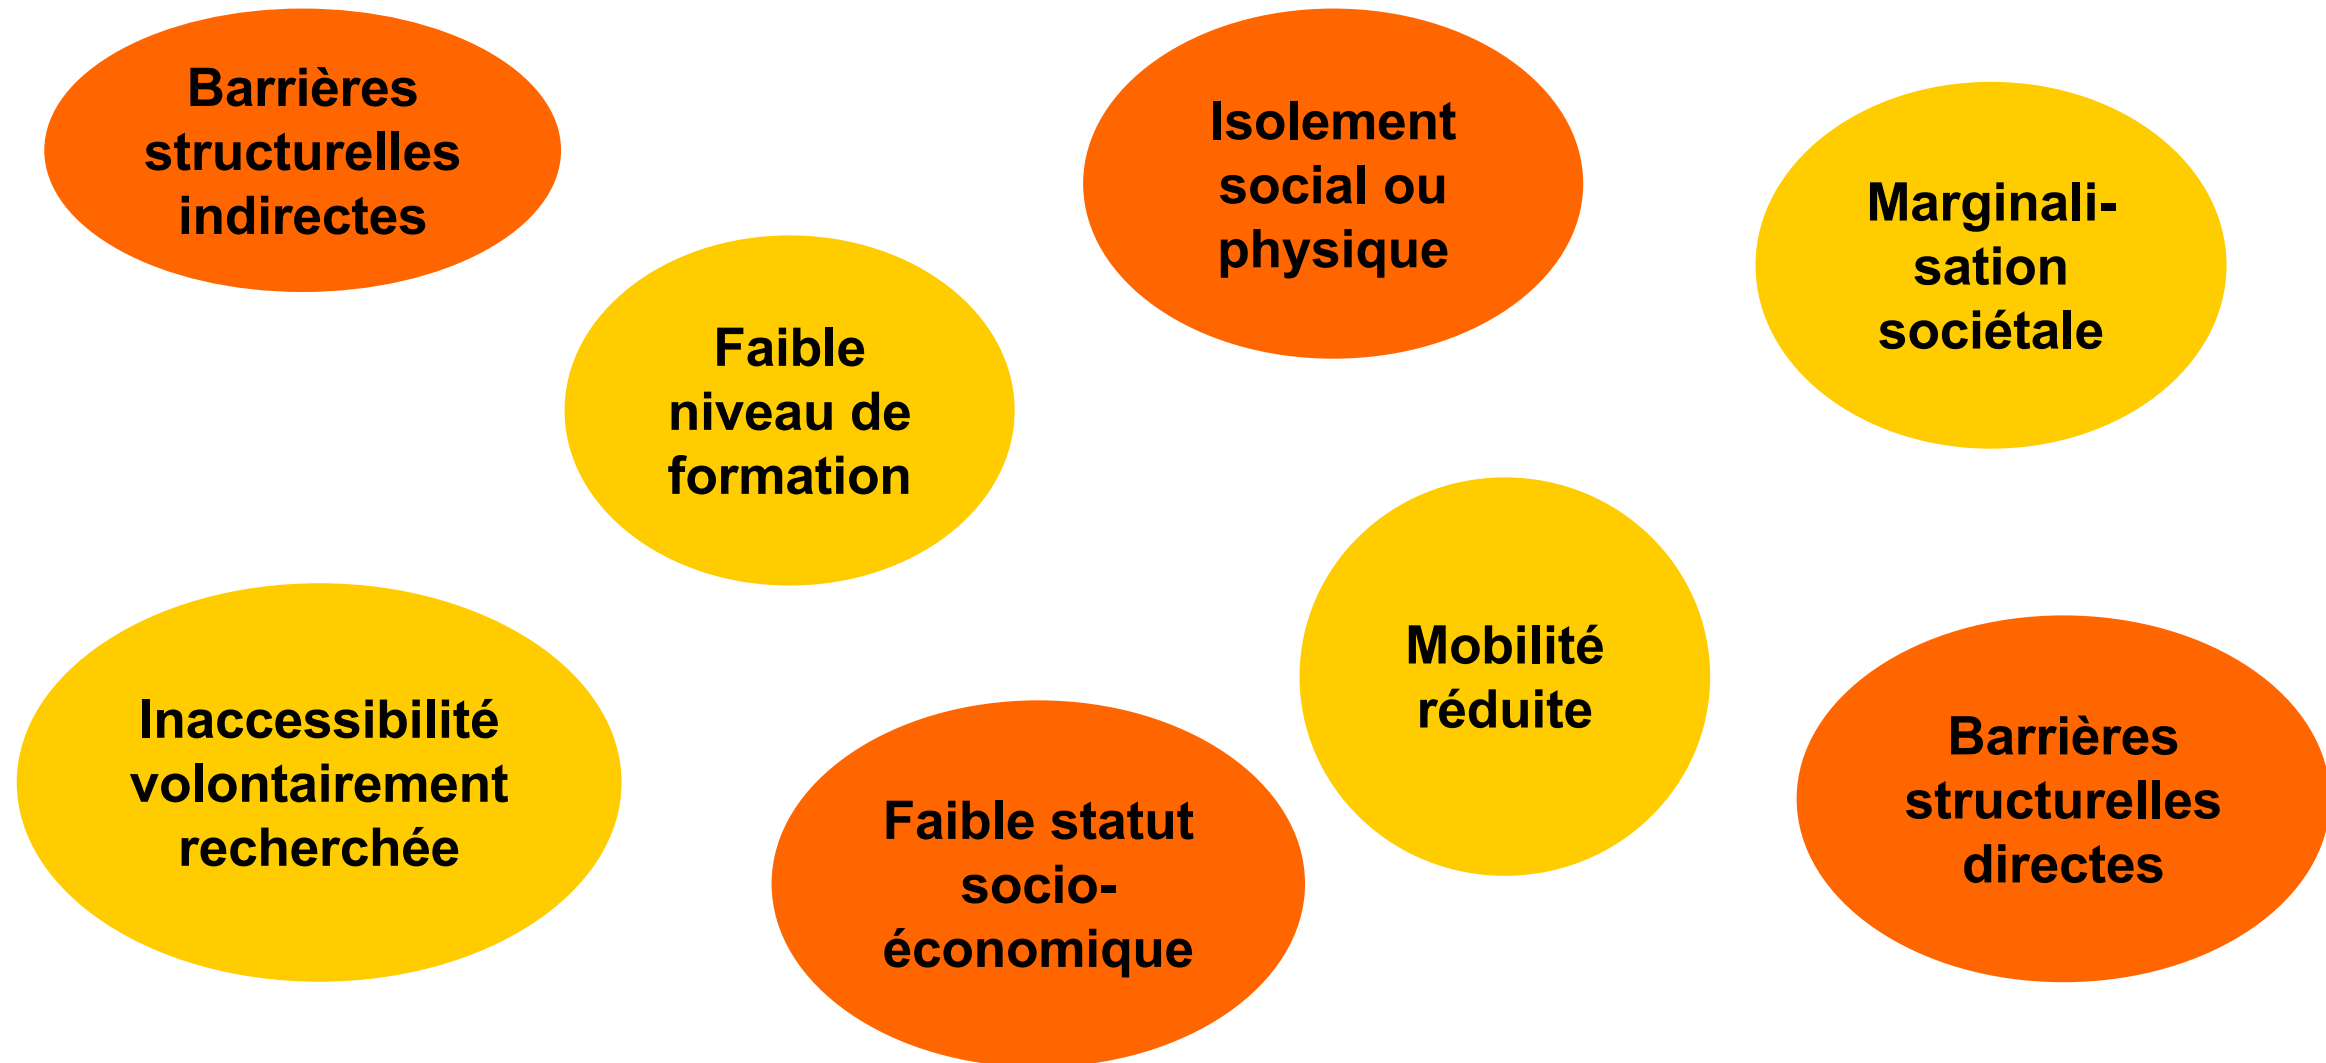 Barrières
structurelles
indirectes
Isolement
social ou
physique
Marginali-
sation
sociétale
Faible
niveau de
formation
Inaccessibilité
volontairement
recherchée
Mobilité
réduite
Faible statut
socio-
économique
Barrières
structurelles
directes